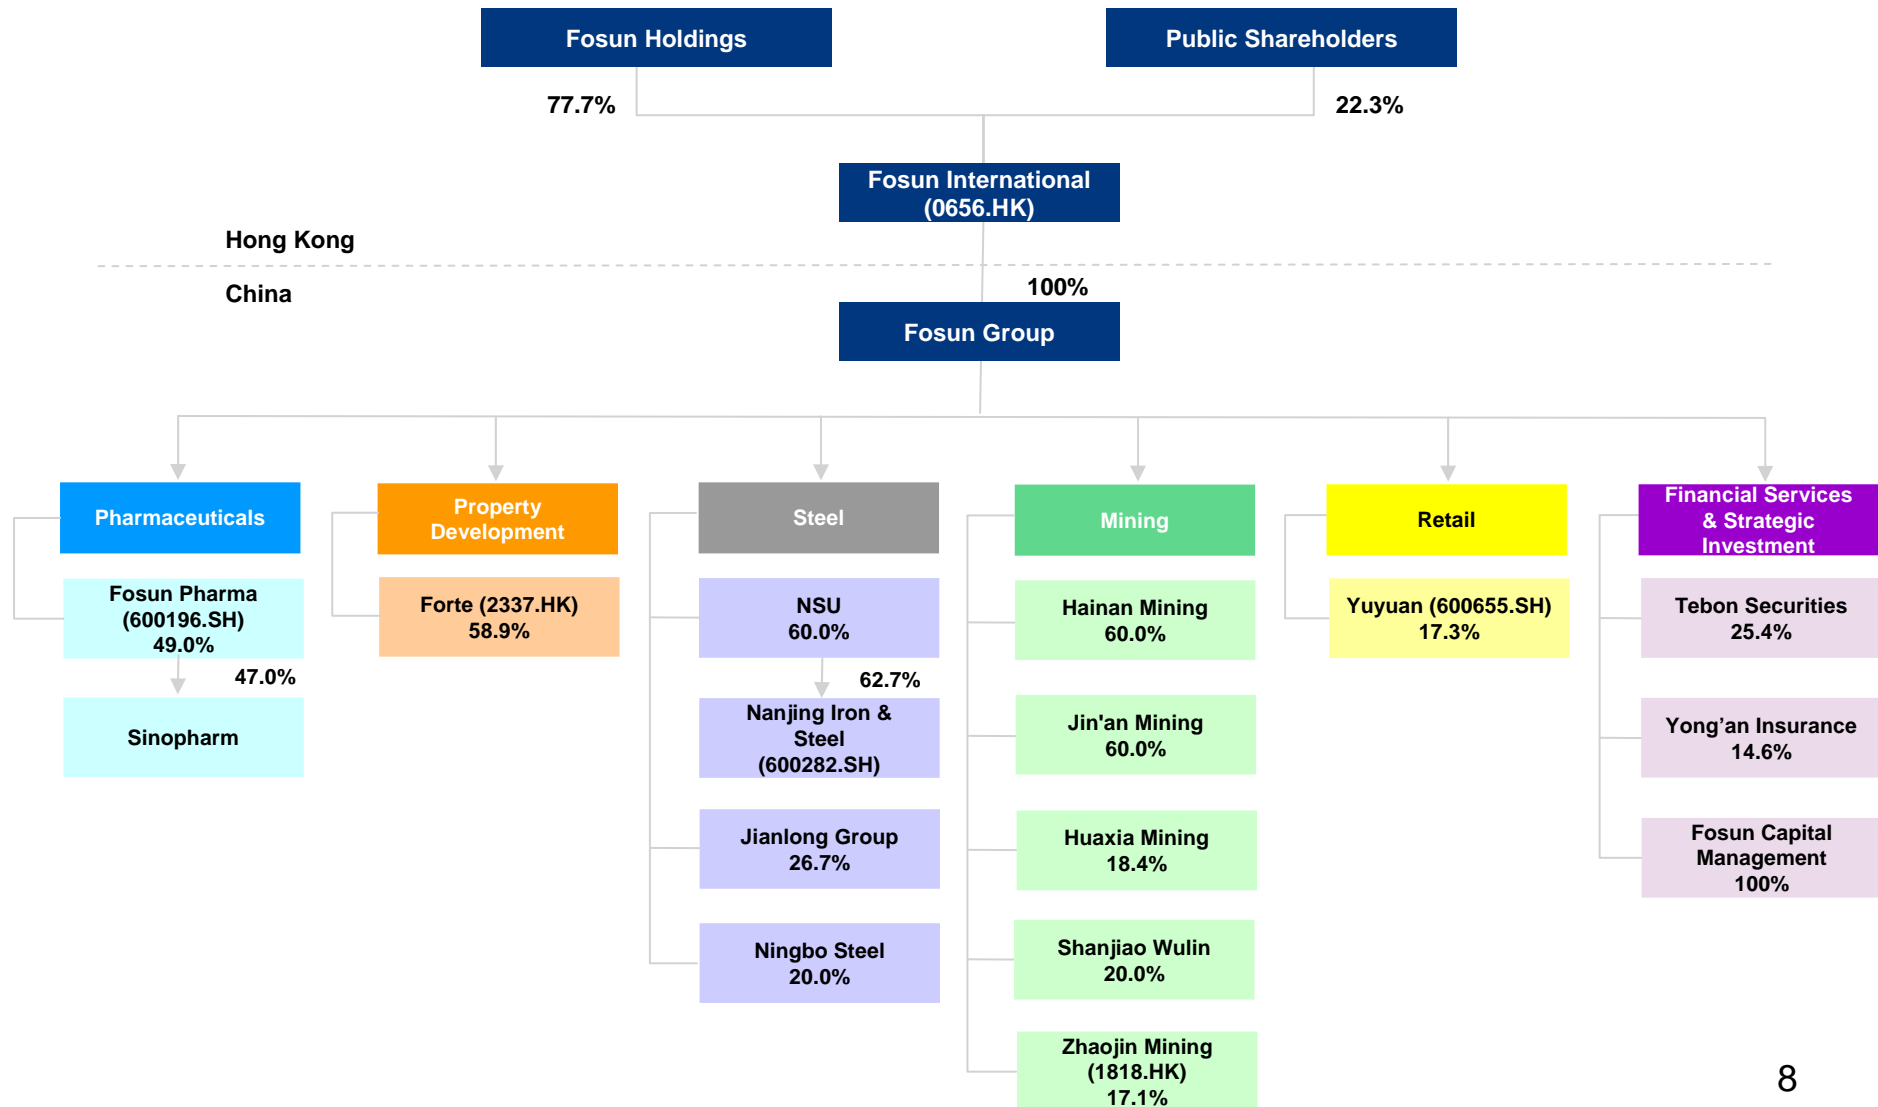 Fosun Holdings
Public Shareholders
77.7%
22.3%
Fosun International
(0656.HK)
Hong Kong
China
100%
Fosun Group
Pharmaceuticals
Fosun Pharma
(600196.SH)
49.0%
47.0%
Sinopharm
Property
Development
Forte (2337.HK)
58.9%
Steel
NSU
60.0%
62.7%
Nanjing Iron &
Steel
(600282.SH)
Jianlong Group
26.7%
Ningbo Steel
20.0%
Mining
Hainan Mining
60.0%
Jin'an Mining
60.0%
Huaxia Mining
18.4%
Shanjiao Wulin
20.0%
Zhaojin Mining
(1818.HK)
17.1%
Retail
Yuyuan (600655.SH)
17.3%
Financial Services
& Strategic
Investment
Tebon Securities
25.4%
Yong’an Insurance
14.6%
Fosun Capital
Management
100%
8